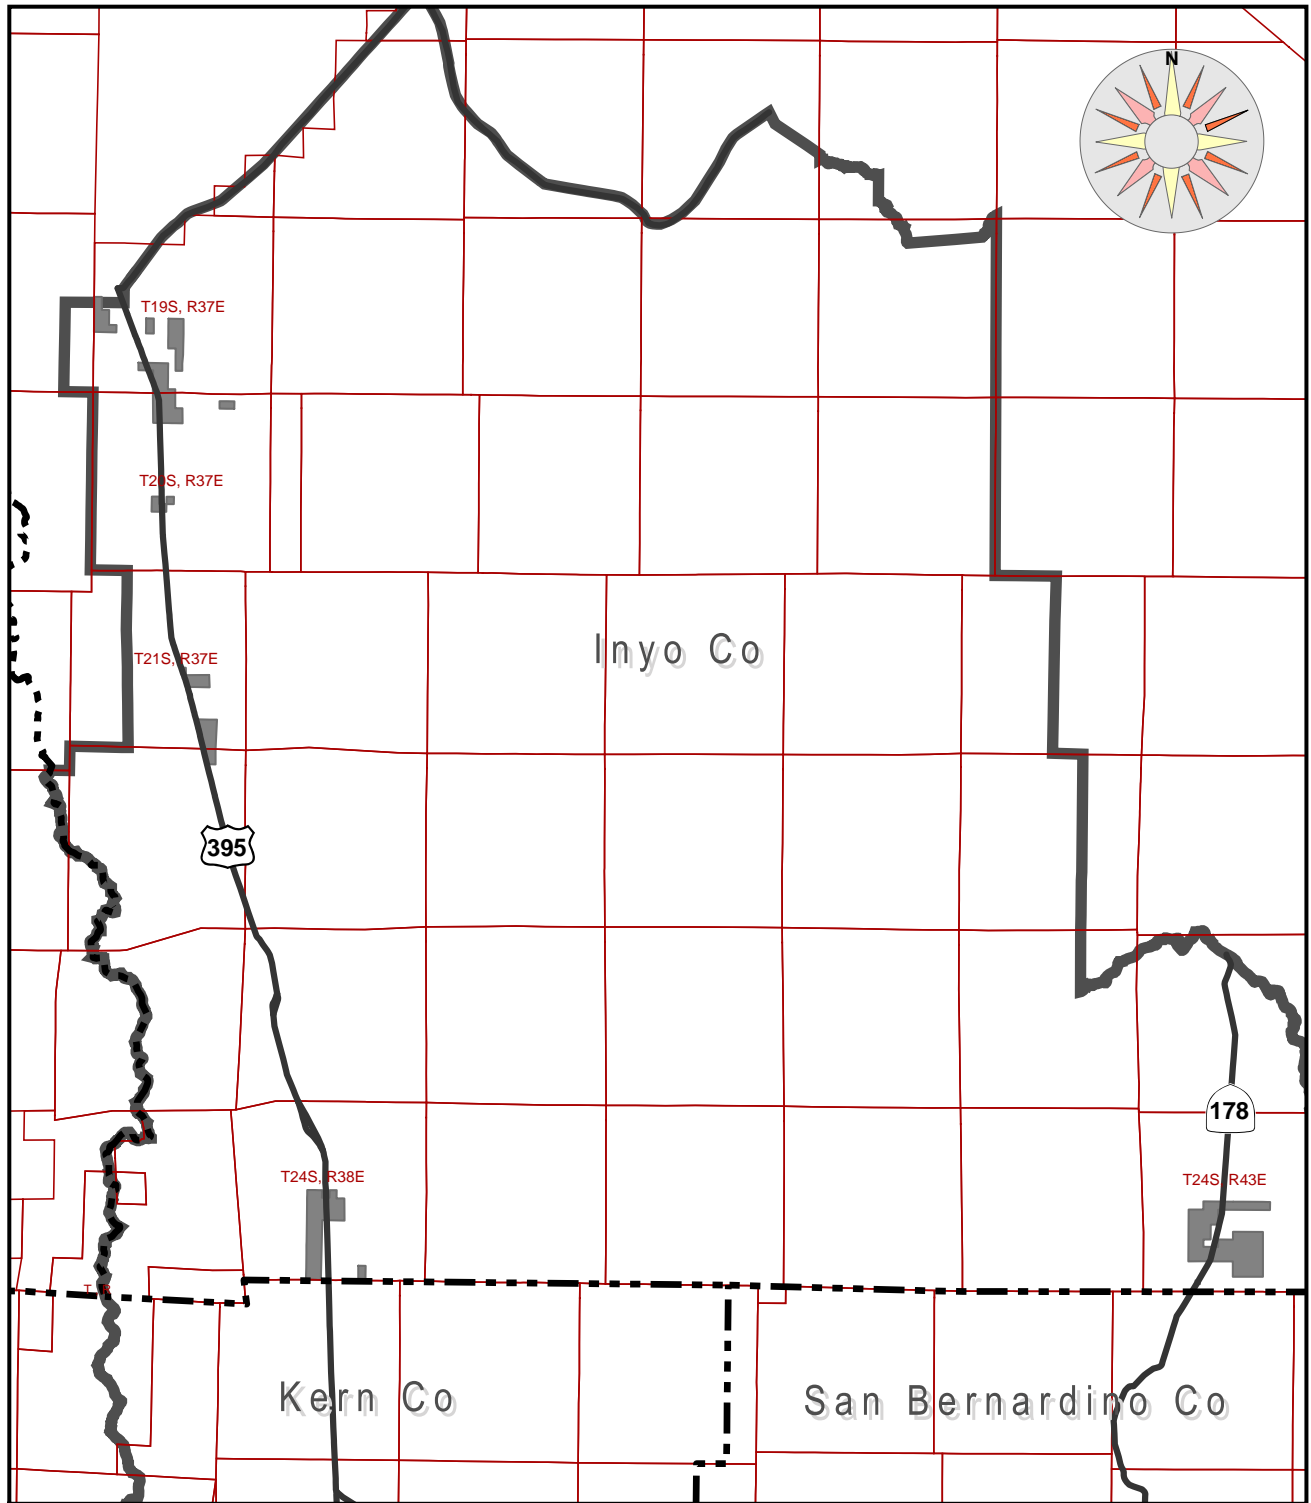 N
T19S, R37E
T20S, R37E
Inyo Co
T21S, R37E
395
178
T24S, R38E
T24S, R43E
T
Kern Co
San Bernardino Co